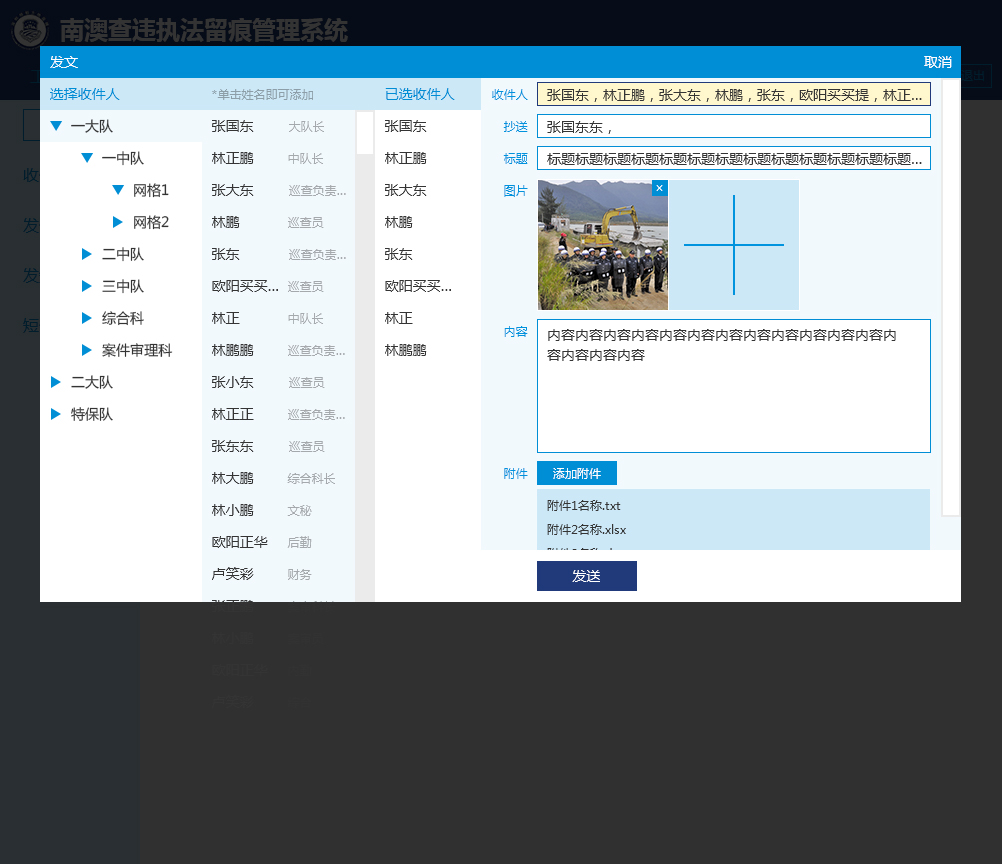 南澳查违执法留痕管理系统
发文
取消
选择收件人
*单击姓名即可添加
已选收件人
一大队
一中队
网格1
网格2
二中队
三中队
综合科
案件审理科
二大队
特保队
张国东 大队长
林正鹏 中队长
张大东 巡查负责...
林鹏 巡查员
张东 巡查负责...
欧阳买买... 巡查员
林正 中队长
林鹏鹏 巡查负责...
张小东 巡查员
林正正 巡查负责...
张东东 巡查员
林大鹏 综合科长
林小鹏 文秘
欧阳正华 后勤
卢笑彩 财务
张国东
林正鹏
张大东
林鹏
张东
欧阳买买...
林正
林鹏鹏
收件人 张国东，林正鹏，张大东，林鹏，张东，欧阳买买提，林正...
抄送 张国东东，
标题 标题标题标题标题标题标题标题标题标题标题标题标题标题...
图片
内容 内容内容内容内容内容内容内容内容内容内容内容内容内
容内容内容内容
附件 添加附件
附件1名称.txt
附件2名称.xlsx
发送